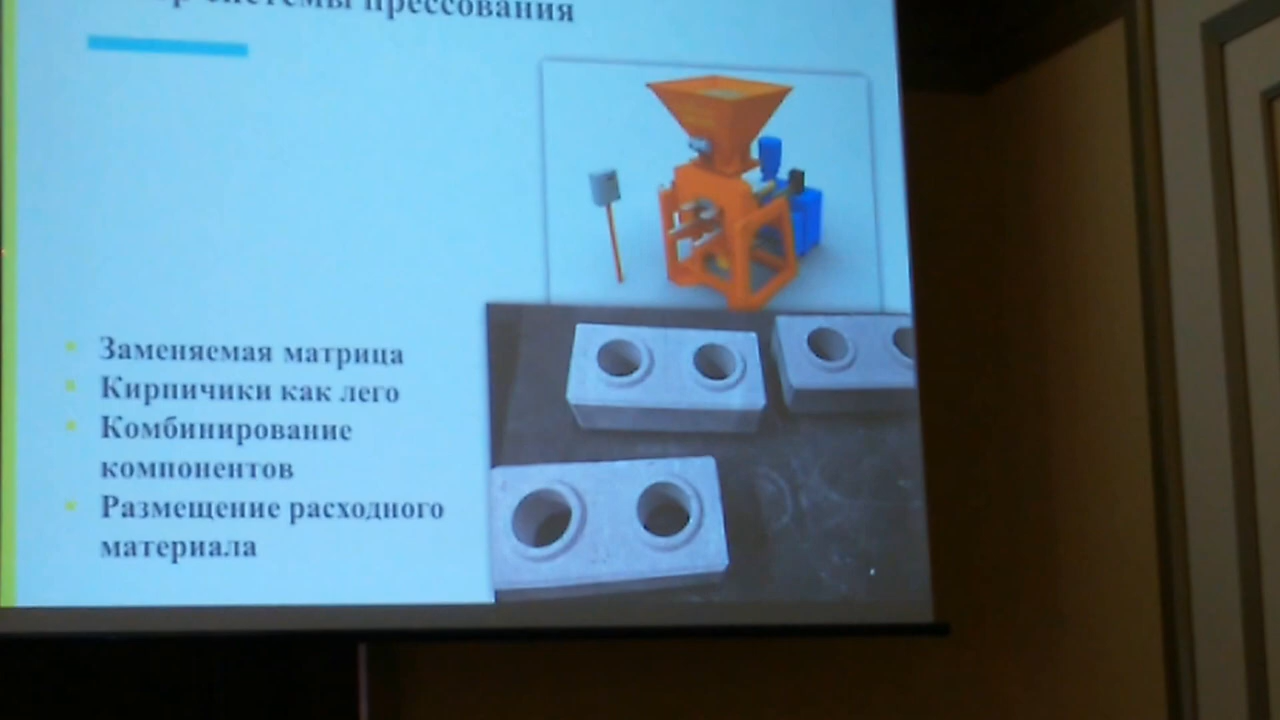 системы прессования
Заменяемая матрица
Кирпичики как лего
Комбинирование
компонентов
Размещение расходного
материала